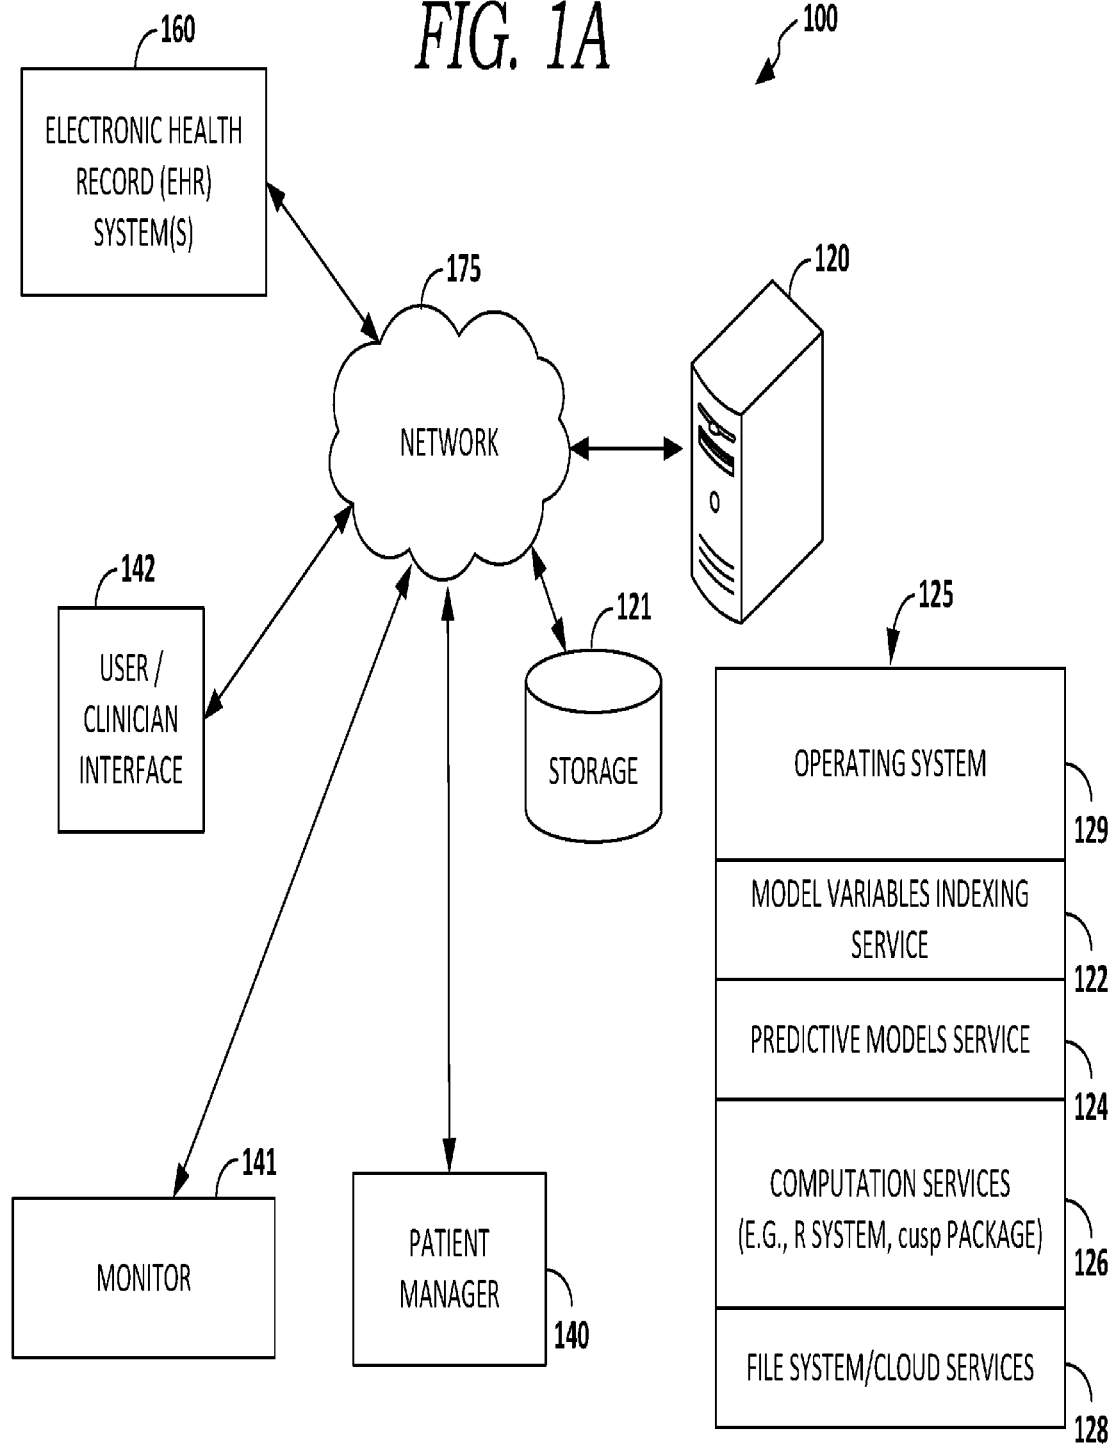 FIG. 1A
100
160
ELECTRONIC HEALTH
RECORD (EHR)
SYSTEM(S)
175
NETWORK
120
142
USER /
CLINICIAN
INTERFACE
121
STORAGE
125
OPERATING SYSTEM
129
MODEL VARIABLES INDEXING
SERVICE
122
PREDICTIVE MODELS SERVICE
124
COMPUTATION SERVICES
(E.G., R SYSTEM, cusp PACKAGE)
126
FILE SYSTEM/CLOUD SERVICES
128
141
MONITOR
PATIENT
MANAGER
140